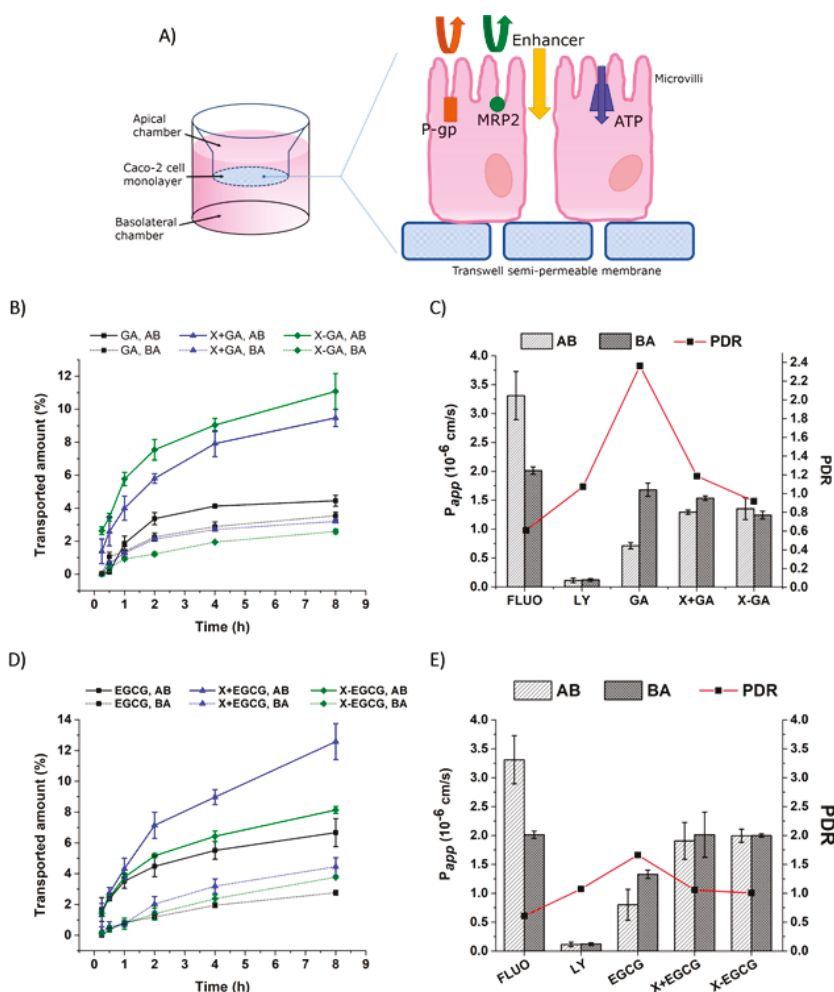 A)
Enhancer
Microvilli
P-gp
MRP2
ATP
Apical
chamber
Caco-2 cell
monolayer
Basolateral
chamber
Transwell semi-permeable membrane
B)
GA, AB X+GA, AB X-GA, AB
GA, BA X+GA, BA X-GA, BA
Transported amount (%)
12
10
8
6
4
2
0
0 1 2 3 4 5 6 7 8 9
Time (h)
C)
AB BA PDR
Papp (10-6 cm/s)
4.0
3.5
3.0
2.5
2.0
1.5
1.0
0.5
0.0
2.4
2.2
2.0
1.8
1.6
1.4
1.2
1.0
0.8
0.6
0.4
0.2
0.0
PDR
FLUO LY GA X+GA X-GA
D)
EGCG, AB X+EGCG, AB X-EGCG, AB
EGCG, BA X+EGCG, BA X-EGCG, BA
Transported amount (%)
14
12
10
8
6
4
2
0
0 1 2 3 4 5 6 7 8 9
Time (h)
E)
AB BA PDR
Papp (10-6 cm/s)
4.0
3.5
3.0
2.5
2.0
1.5
1.0
0.5
0.0
4.0
3.5
3.0
2.5
2.0
1.5
1.0
0.5
0.0
PDR
FLUO LY EGCG X+EGCG X-EGCG